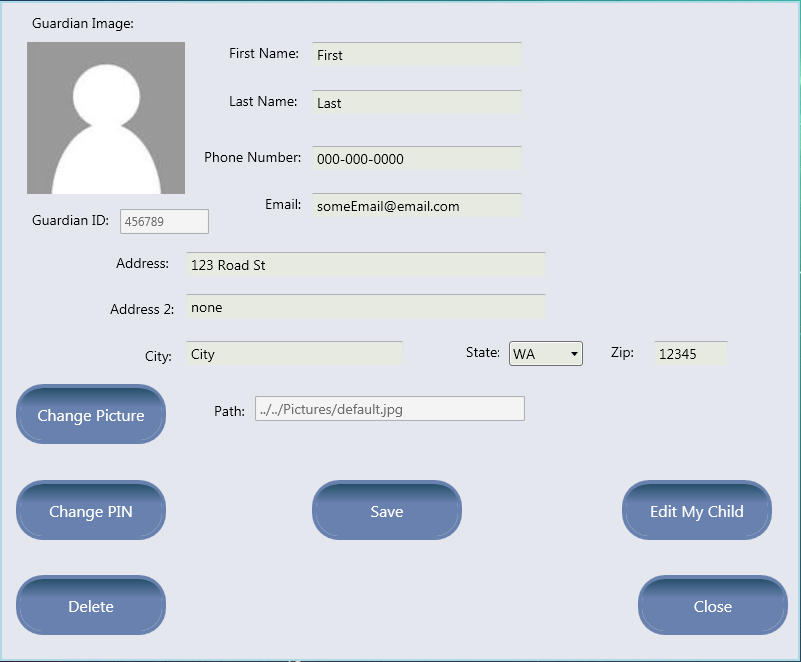 Guardian Image:
First Name: First
Last Name: Last
Phone Number: 000-000-0000
Email: someEmail@email.com
Guardian ID: 456789
Address: 123 Road St
Address 2: none
City: City State: WA Zip: 12345
Change Picture Path: ../../Pictures/default.jpg
Change PIN Save Edit My Child
Delete Close